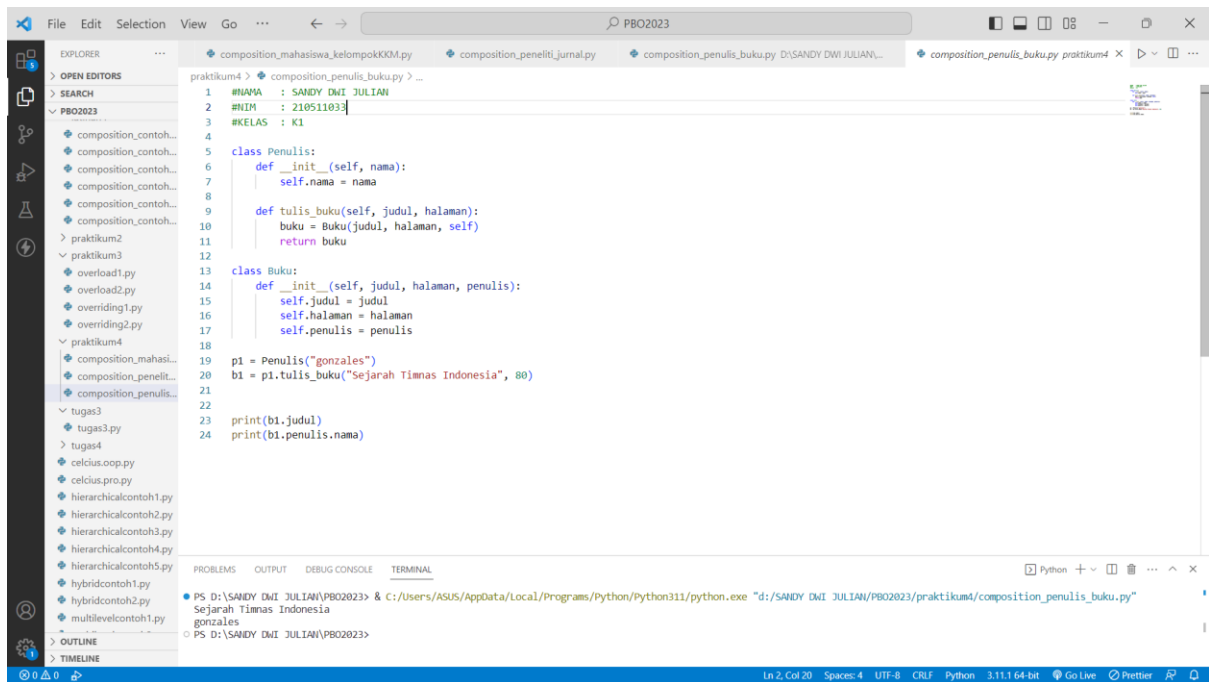 File Edit Selection View Go ··· ← → PBO2023
EXPLORER ···
OPEN EDITORS
SEARCH
PBO2023
composition_contoh...
composition_contoh...
composition_contoh...
composition_contoh...
composition_contoh...
composition_contoh...
praktikum2
praktikum3
overload1.py
overload2.py
overriding1.py
overriding2.py
praktikum4
composition_mahasi...
composition_penelit...
composition_penulis...
tugas3
tugas3.py
tugas4
celcius.oop.py
celcius.pro.py
hierarchicalcontoh1.py
hierarchicalcontoh2.py
hierarchicalcontoh3.py
hierarchicalcontoh4.py
hierarchicalcontoh5.py
hybridcontoh1.py
hybridcontoh2.py
multilevelcontoh1.py
OUTLINE
TIMELINE
composition_mahasiswa_kelompokKKM.py composition_peneliti_jurnal.py composition_penulis_buku.py D:\SANDY DWI JULIAN\... composition_penulis_buku.py praktikum4
praktikum4 > composition_penulis_buku.py > ...
1 #NAMA : SANDY DWI JULIAN
2 #NIM : 210511033
3 #KELAS : K1
4
5 class Penulis:
6 def __init__(self, nama):
7 self.nama = nama
8
9 def tulis_buku(self, judul, halaman):
10 buku = Buku(judul, halaman, self)
11 return buku
12
13 class Buku:
14 def __init__(self, judul, halaman, penulis):
15 self.judul = judul
16 self.halaman = halaman
17 self.penulis = penulis
18
19 p1 = Penulis("gonzales")
20 b1 = p1.tulis_buku("Sejarah Timnas Indonesia", 80)
21
22
23 print(b1.judul)
24 print(b1.penulis.nama)
PROBLEMS OUTPUT DEBUG CONSOLE TERMINAL Python
PS D:\SANDY DWI JULIAN\PBO2023> & C:/Users/ASUS/AppData/Local/Programs/Python/Python311/python.exe "d:/SANDY DWI JULIAN/PBO2023/praktikum4/composition_penulis_buku.py"
Sejarah Timnas Indonesia
gonzales
PS D:\SANDY DWI JULIAN\PBO2023>
0 0 Ln 2, Col 20 Spaces: 4 UTF-8 CRLF Python 3.11.1 64-bit Go Live Prettier